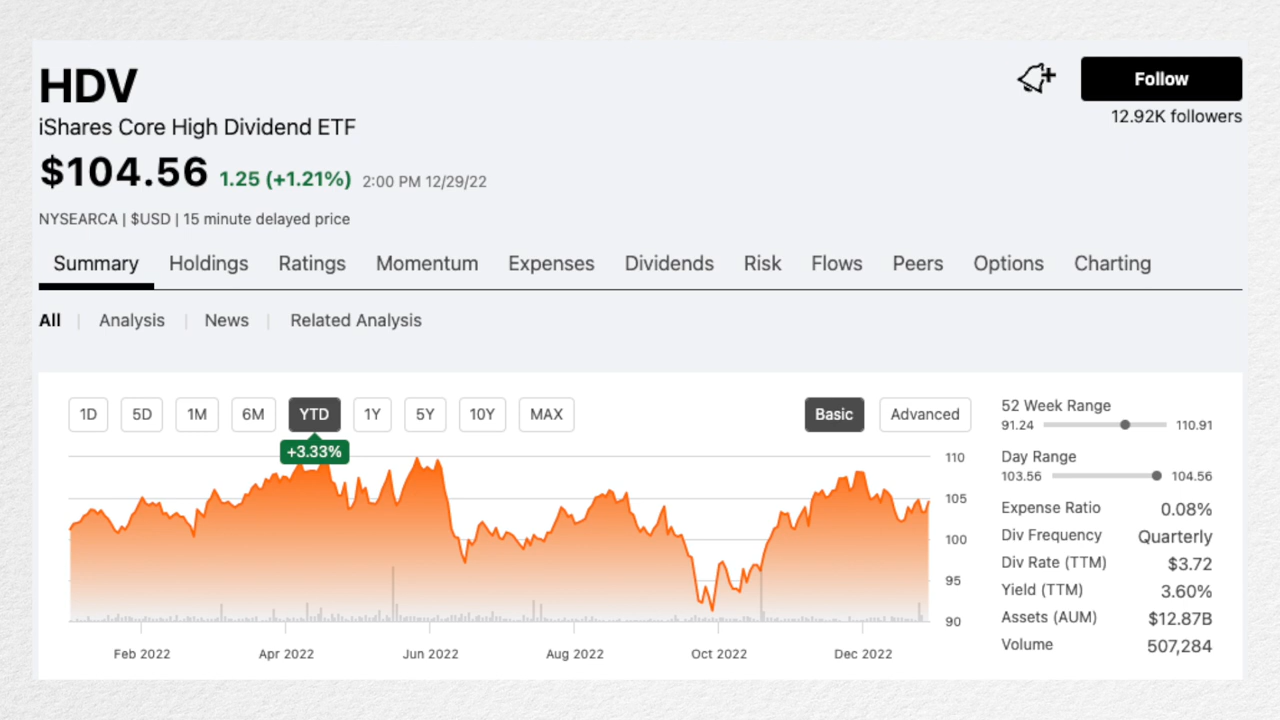 HDV
Follow
iShares Core High Dividend ETF
12.92K followers
$104.56 1.25 (+1.21%) 2:00 PM 12/29/22
NYSEARCA | $USD | 15 minute delayed price
Summary Holdings Ratings Momentum Expenses Dividends Risk Flows Peers Options Charting
All | Analysis | News | Related Analysis
1D 5D 1M 6M YTD 1Y 5Y 10Y MAX
Basic Advanced
+3.33%
110
105
100
95
90
Feb 2022 Apr 2022 Jun 2022 Aug 2022 Oct 2022 Dec 2022
52 Week Range
91.24 110.91
Day Range
103.56 104.56
Expense Ratio 0.08%
Div Frequency Quarterly
Div Rate (TTM) $3.72
Yield (TTM) 3.60%
Assets (AUM) $12.87B
Volume 507,284